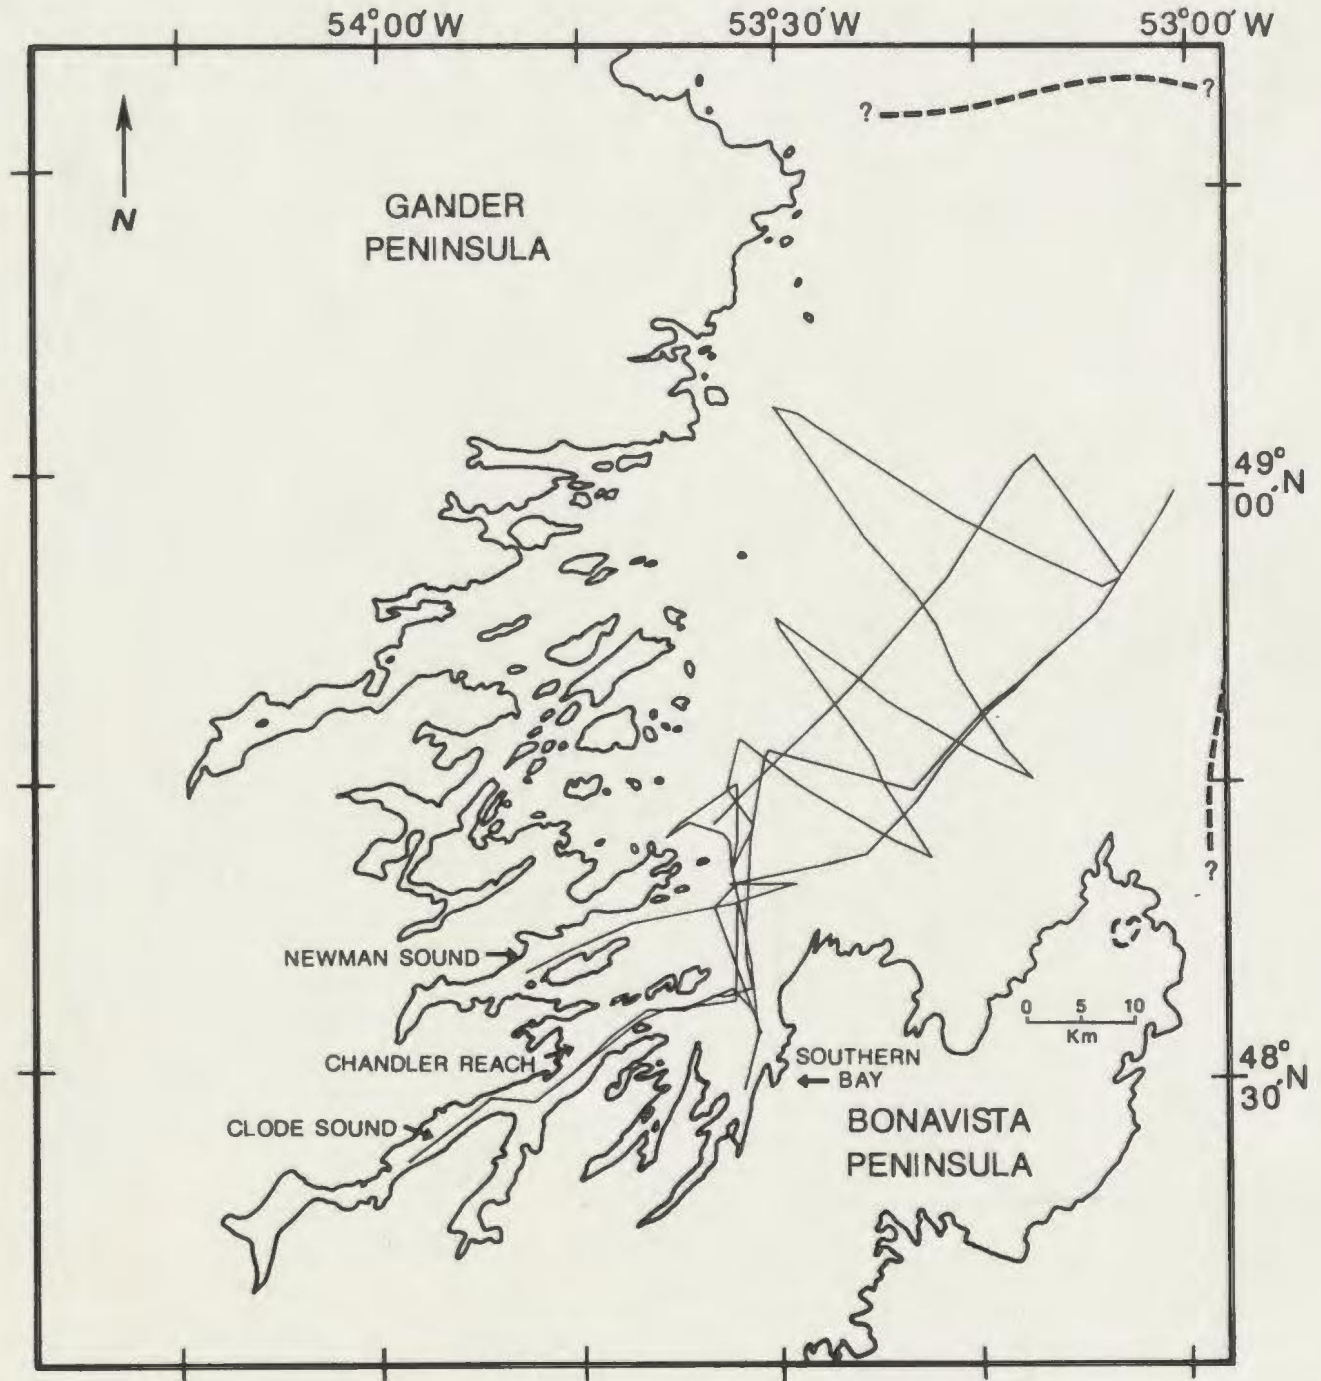 54°00' W
53°30' W
53°00' W
?
?
N
GANDER
PENINSULA
49°
00' N
?
NEWMAN SOUND
0 5 10
Km
CHANDLER REACH
SOUTHERN
BAY
48°
30' N
CLODE SOUND
BONAVISTA
PENINSULA